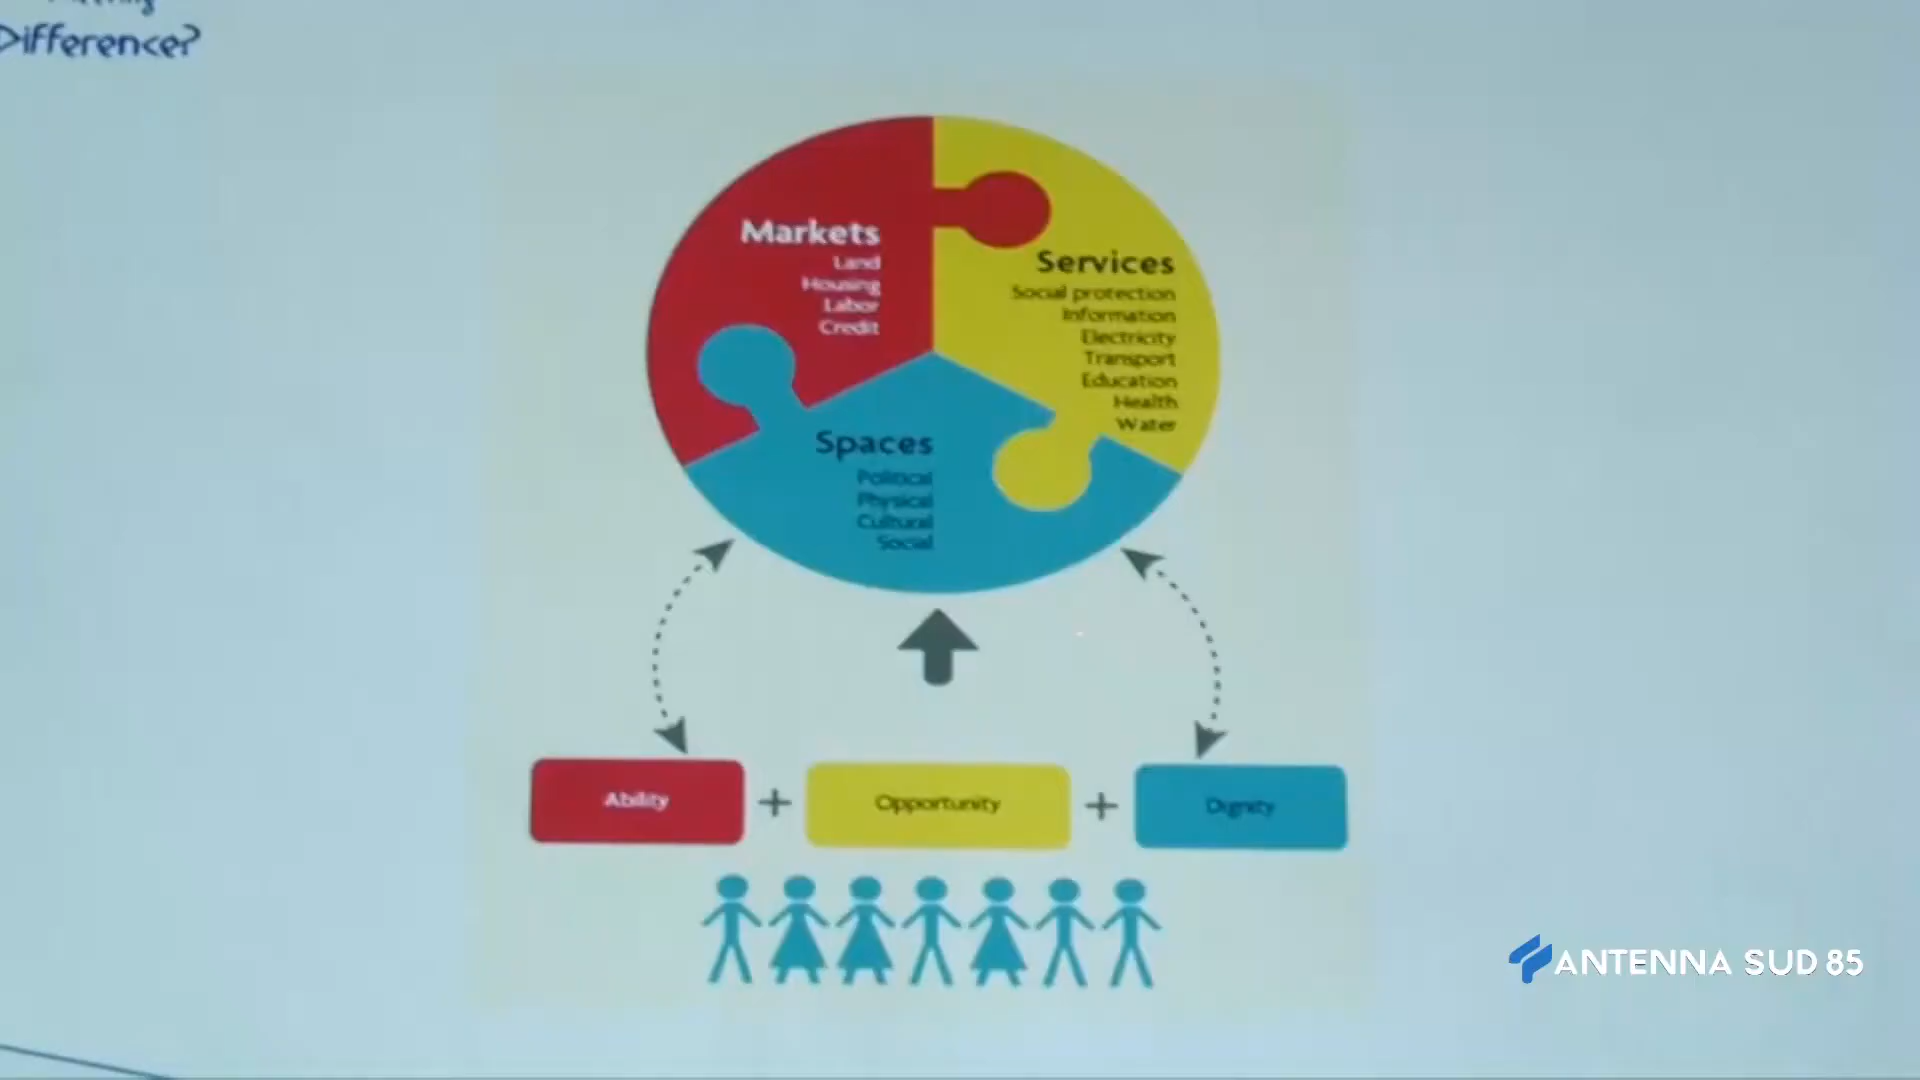 Difference?
Markets
Land
Housing
Labor
Credit
Services
Social protection
Information
Electricity
Transport
Education
Health
Water
Spaces
Political
Physical
Cultural
Social
Ability
+
Opportunity
+
Dignity
ANTENNA SUD 85